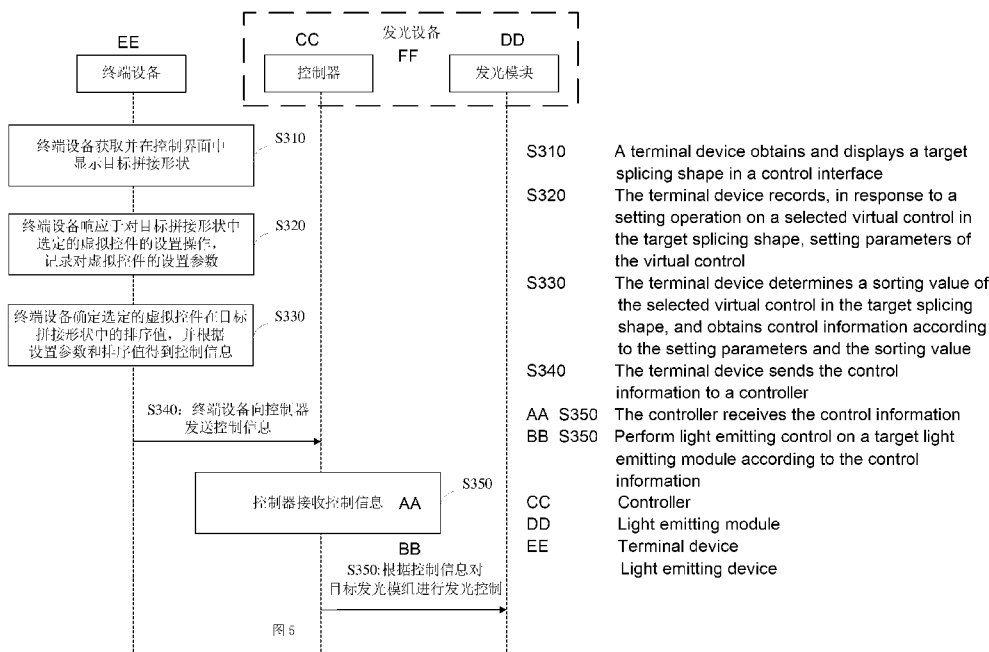 EE
CC
发光设备
FF
DD
终端设备
控制器
发光模块
终端设备获取并在控制界面中
显示目标拼接形状
S310
终端设备响应于对目标拼接形状中
选定的虚拟控件的设置操作，
记录对虚拟控件的设置参数
S320
终端设备确定选定的虚拟控件在目标
拼接形状中的排序值，并根据
设置参数和排序值得到控制信息
S330
S340：终端设备向控制器
发送控制信息
控制器接收控制信息 AA
S350
BB
S350:根据控制信息对
目标发光模组进行发光控制
图 5
S310 A terminal device obtains and displays a target
splicing shape in a control interface
S320 The terminal device records, in response to a
setting operation on a selected virtual control in
the target splicing shape, setting parameters of
the virtual control
S330 The terminal device determines a sorting value of
the selected virtual control in the target splicing
shape, and obtains control information according
to the setting parameters and the sorting value
S340 The terminal device sends the control
information to a controller
AA S350 The controller receives the control information
BB S350 Perform light emitting control on a target light
emitting module according to the control
information
CC Controller
DD Light emitting module
EE Terminal device
Light emitting device